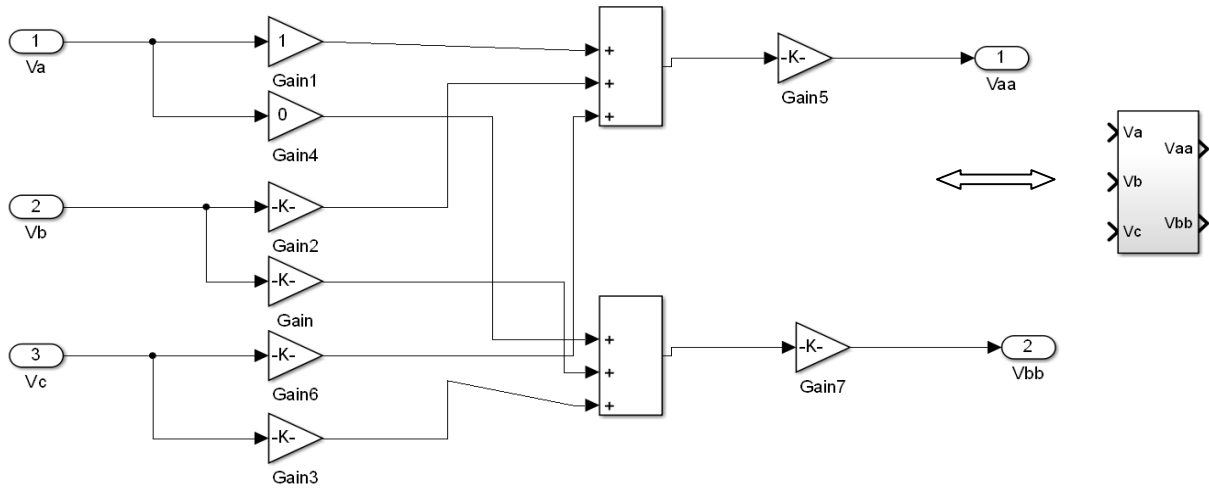 1
Va
1
Gain1
0
Gain4
2
Vb
-K-
Gain2
-K-
Gain
3
Vc
-K-
Gain6
-K-
Gain3
+
+
+
-K-
Gain5
1
Vaa
+
+
+
-K-
Gain7
2
Vbb
Va
Vaa
Vb
Vbb
Vc